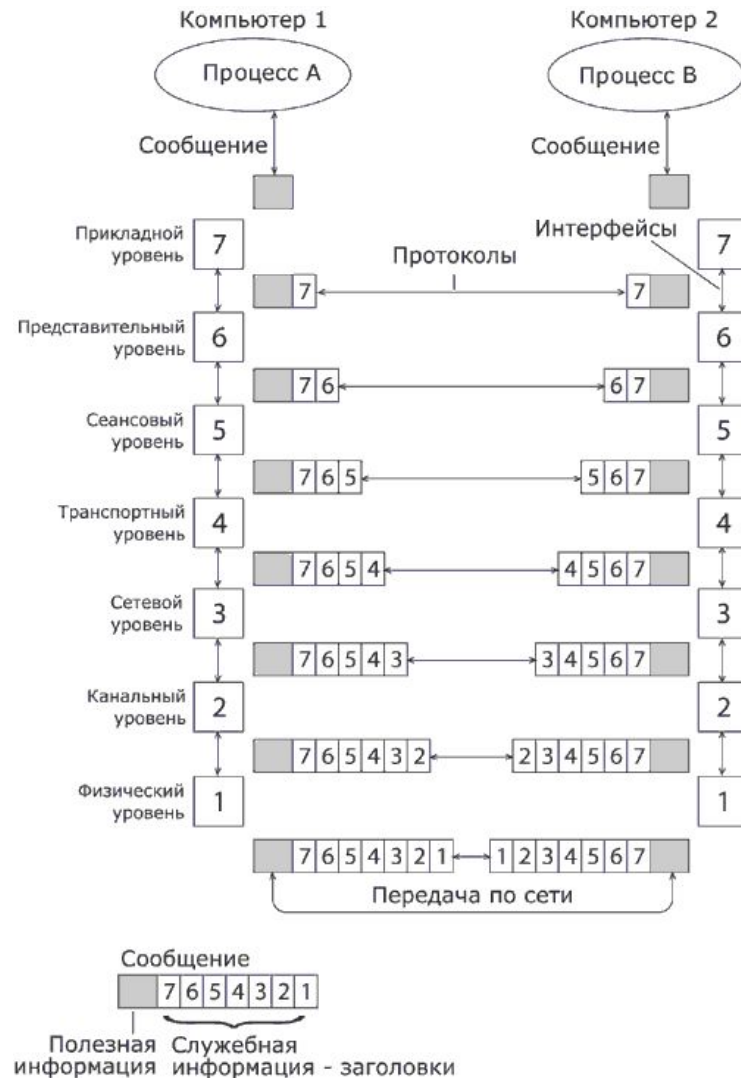 Компьютер 1
Компьютер 2
Процесс А
Процесс В
Сообщение
Сообщение
Прикладной
уровень
7
Протоколы
Интерфейсы
7
7
7
Представительный
уровень
6
6
7 6
6 7
Сеансовый
уровень
5
5
7 6 5
5 6 7
Транспортный
уровень
4
4
7 6 5 4
4 5 6 7
Сетевой
уровень
3
3
7 6 5 4 3
3 4 5 6 7
Канальный
уровень
2
2
7 6 5 4 3 2
2 3 4 5 6 7
Физический
уровень
1
1
7 6 5 4 3 2 1
1 2 3 4 5 6 7
Передача по сети
Сообщение
7 6 5 4 3 2 1
Полезная
информация
Служебная
информация - заголовки